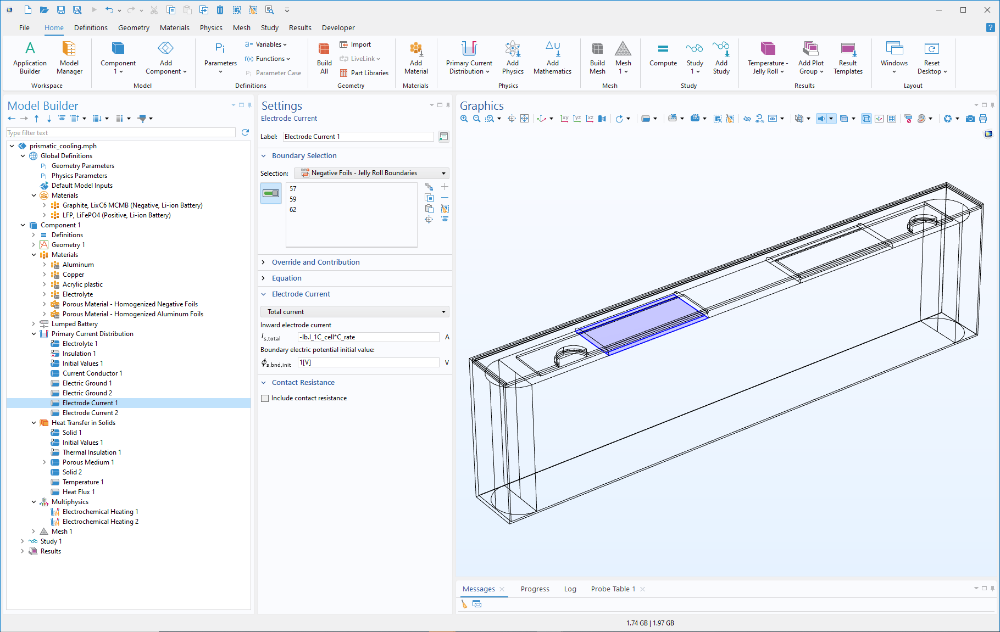 File
Home
Definitions
Geometry
Materials
Physics
Mesh
Study
Results
Developer
?
Application Builder
Model Manager
Workspace
Component 1
Add Component
Model
Pi
Parameters
a= Variables
f(x) Functions
Pi Parameter Case
Definitions
Build All
Import
LiveLink
Part Libraries
Geometry
Add Material
Materials
Primary Current Distribution
Add Physics
Add Mathematics
Physics
Build Mesh
Mesh 1
Mesh
Compute
Study 1
Add Study
Study
Temperature - Jelly Roll
Add Plot Group
Result Templates
Results
Windows
Reset Desktop
Layout
Model Builder
Type filter text
prismatic_cooling.mph
Global Definitions
Pi Geometry Parameters
Pi Physics Parameters
Default Model Inputs
Materials
Graphite, LixC6 MCMB (Negative, Li-ion Battery)
LFP, LiFePO4 (Positive, Li-ion Battery)
Component 1
Definitions
Geometry 1
Materials
Aluminum
Copper
Acrylic plastic
Electrolyte
Porous Material - Homogenized Negative Foils
Porous Material - Homogenized Aluminum Foils
Lumped Battery
Primary Current Distribution
Electrolyte 1
Insulation 1
Initial Values 1
Current Conductor 1
Electric Ground 1
Electric Ground 2
Electrode Current 1
Electrode Current 2
Heat Transfer in Solids
Solid 1
Initial Values 1
Thermal Insulation 1
Porous Medium 1
Solid 2
Temperature 1
Heat Flux 1
Multiphysics
Electrochemical Heating 1
Electrochemical Heating 2
Mesh 1
Study 1
Results
Settings
Electrode Current
Label: Electrode Current 1
Boundary Selection
Selection: Negative Foils - Jelly Roll Boundaries
57
59
62
Override and Contribution
Equation
Electrode Current
Total current
Inward electrode current
Is,total -lb.I_1C_cell*C_rate A
Boundary electric potential initial value:
ϕs,bnd,init 1[V] V
Contact Resistance
Include contact resistance
Graphics
xy yz xz
Messages
Progress
Log
Probe Table 1
1.74 GB | 1.97 GB